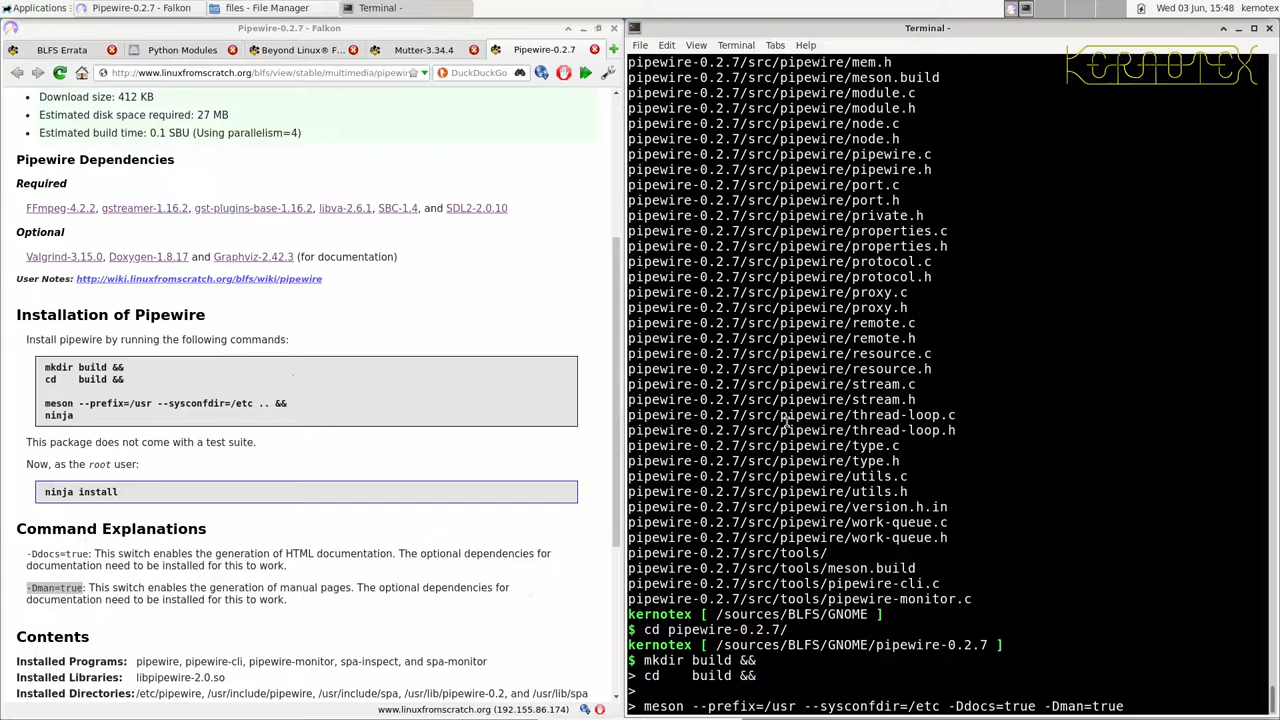 Applications
Pipewire-0.2.7 - Falkon
files - File Manager
Terminal -
Wed 03 Jun, 15:48
kernotex
Pipewire-0.2.7 - Falkon
BLFS Errata
Python Modules
Beyond Linux® F...
Mutter-3.34.4
Pipewire-0.2.7
http://www.linuxfromscratch.org/blfs/view/stable/multimedia/pipewir
DuckDuckGo
Download size: 412 KB
Estimated disk space required: 27 MB
Estimated build time: 0.1 SBU (Using parallelism=4)
Pipewire Dependencies
Required
FFmpeg-4.2.2, gstreamer-1.16.2, gst-plugins-base-1.16.2, libva-2.6.1, SBC-1.4, and SDL2-2.0.10
Optional
Valgrind-3.15.0, Doxygen-1.8.17 and Graphviz-2.42.3 (for documentation)
User Notes: http://wiki.linuxfromscratch.org/blfs/wiki/pipewire
Installation of Pipewire
Install pipewire by running the following commands:
mkdir build &&
cd    build &&
meson --prefix=/usr --sysconfdir=/etc .. &&
ninja
This package does not come with a test suite.
Now, as the root user:
ninja install
Command Explanations
-Ddocs=true: This switch enables the generation of HTML documentation. The optional dependencies for
documentation need to be installed for this to work.
-Dman=true: This switch enables the generation of manual pages. The optional dependencies for
documentation need to be installed for this to work.
Contents
Installed Programs: pipewire, pipewire-cli, pipewire-monitor, spa-inspect, and spa-monitor
Installed Libraries: libpipewire-2.0.so
Installed Directories: /etc/pipewire, /usr/include/pipewire, /usr/include/spa, /usr/lib/pipewire-0.2, and /usr/lib/spa
www.linuxfromscratch.org (192.155.86.174)
Terminal -
File Edit View Terminal Tabs Help
KERNOTEX
pipewire-0.2.7/src/pipewire/mem.h
pipewire-0.2.7/src/pipewire/meson.build
pipewire-0.2.7/src/pipewire/module.c
pipewire-0.2.7/src/pipewire/module.h
pipewire-0.2.7/src/pipewire/node.c
pipewire-0.2.7/src/pipewire/node.h
pipewire-0.2.7/src/pipewire/pipewire.c
pipewire-0.2.7/src/pipewire/pipewire.h
pipewire-0.2.7/src/pipewire/port.c
pipewire-0.2.7/src/pipewire/port.h
pipewire-0.2.7/src/pipewire/private.h
pipewire-0.2.7/src/pipewire/properties.c
pipewire-0.2.7/src/pipewire/properties.h
pipewire-0.2.7/src/pipewire/protocol.c
pipewire-0.2.7/src/pipewire/protocol.h
pipewire-0.2.7/src/pipewire/proxy.c
pipewire-0.2.7/src/pipewire/proxy.h
pipewire-0.2.7/src/pipewire/remote.c
pipewire-0.2.7/src/pipewire/remote.h
pipewire-0.2.7/src/pipewire/resource.c
pipewire-0.2.7/src/pipewire/resource.h
pipewire-0.2.7/src/pipewire/stream.c
pipewire-0.2.7/src/pipewire/stream.h
pipewire-0.2.7/src/pipewire/thread-loop.c
pipewire-0.2.7/src/pipewire/thread-loop.h
pipewire-0.2.7/src/pipewire/type.c
pipewire-0.2.7/src/pipewire/type.h
pipewire-0.2.7/src/pipewire/utils.c
pipewire-0.2.7/src/pipewire/utils.h
pipewire-0.2.7/src/pipewire/version.h.in
pipewire-0.2.7/src/pipewire/work-queue.c
pipewire-0.2.7/src/pipewire/work-queue.h
pipewire-0.2.7/src/tools/
pipewire-0.2.7/src/tools/meson.build
pipewire-0.2.7/src/tools/pipewire-cli.c
pipewire-0.2.7/src/tools/pipewire-monitor.c
kernotex [ /sources/BLFS/GNOME ]
$ cd pipewire-0.2.7/
kernotex [ /sources/BLFS/GNOME/pipewire-0.2.7 ]
$ mkdir build &&
> cd    build &&
>
> meson --prefix=/usr --sysconfdir=/etc -Ddocs=true -Dman=true